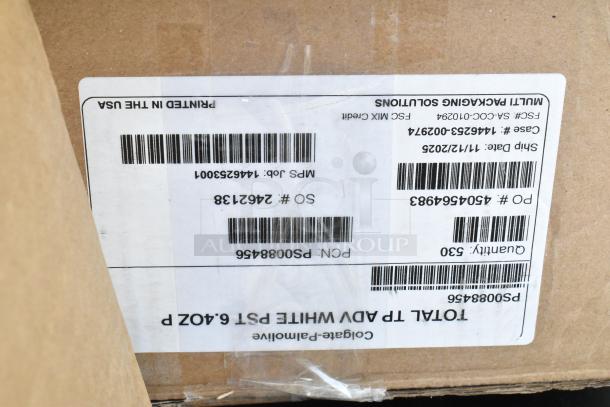 Colgate-Palmolive
TOTAL TP ADV WHITE PST 6.4OZ P
PS0088456
Quantity: 530
PCN: PS0088456
PO #: 4504564983
SO #: 2462138
Ship Date: 11/12/2025
MPS Job: 1446253001
Case #: 1446253-002974
FSC# SA-COC-010294
FSC MIX Credit
MULTI PACKAGING SOLUTIONS
PRINTED IN THE USA